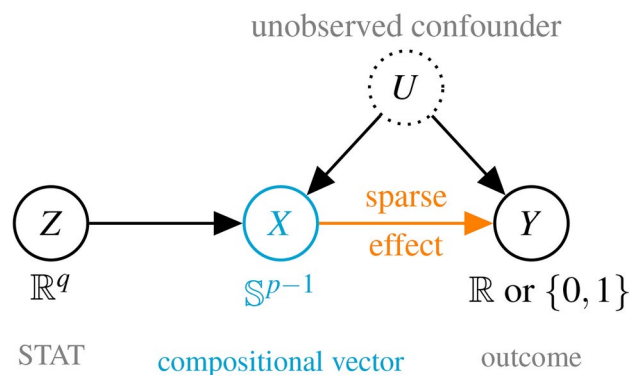 unobserved confounder
U
sparse
Z
X
Y
effect
ℝ^q
𝕊^{p−1}
ℝ or {0, 1}
STAT
compositional vector
outcome